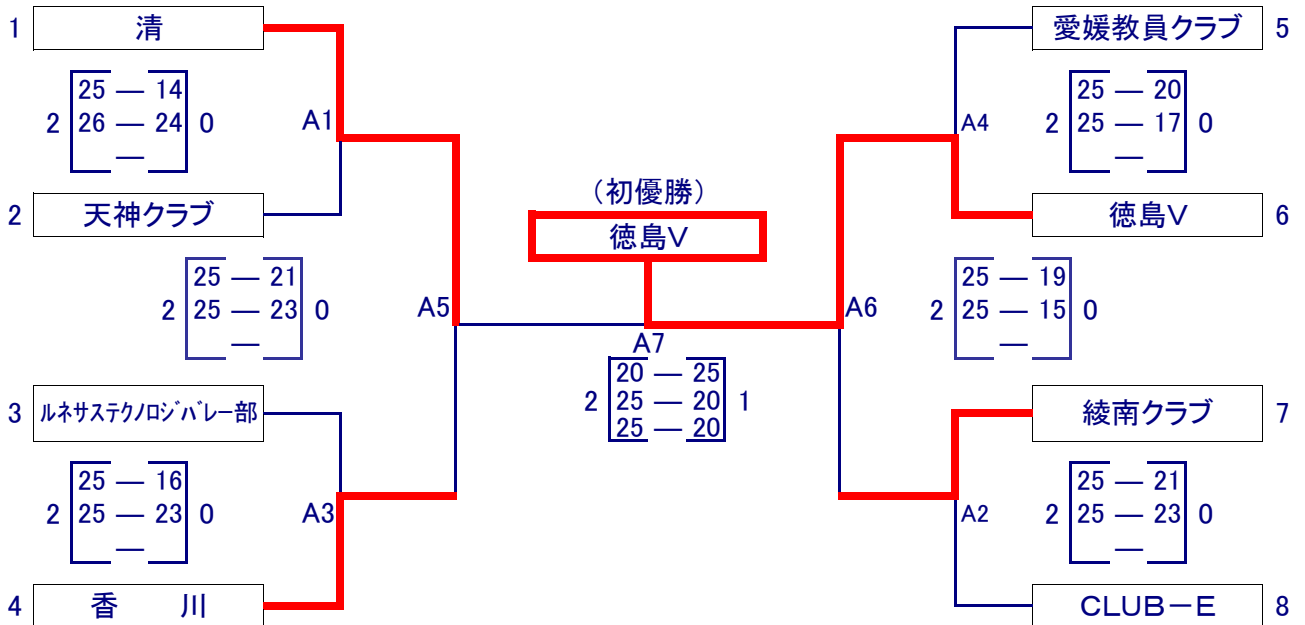 1 清
愛媛教員クラブ 5
25 — 14
2 26 — 24 0
—
A1
A4
25 — 20
2 25 — 17 0
—
2 天神クラブ
(初優勝)
徳島V
徳島V 6
25 — 21
2 25 — 23 0
—
A5
A6
25 — 19
2 25 — 15 0
—
A7
20 — 25
2 25 — 20 1
25 — 20
3 ルネサステクノロジバレー部
綾南クラブ 7
25 — 16
2 25 — 23 0
—
A3
A2
25 — 21
2 25 — 23 0
—
4 香 川
CLUB−E 8